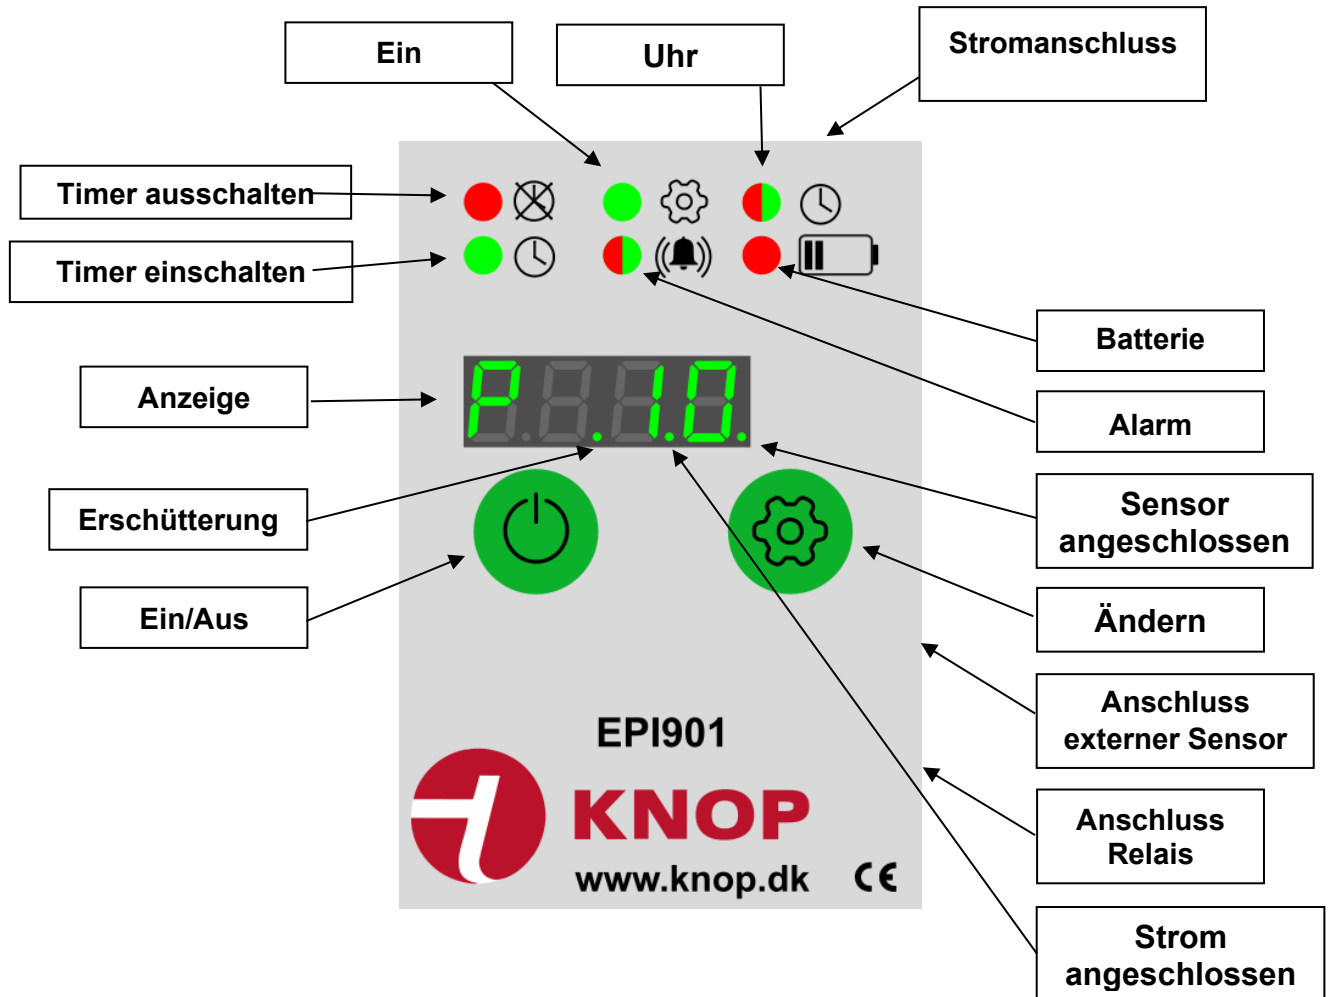 Ein
Uhr
Stromanschluss
Timer ausschalten
Timer einschalten
Batterie
Anzeige
P.1.0.
Alarm
Erschütterung
Sensor
angeschlossen
Ein/Aus
Ändern
Anschluss
externer Sensor
EPI901
KNOP
www.knop.dk CE
Anschluss
Relais
Strom
angeschlossen